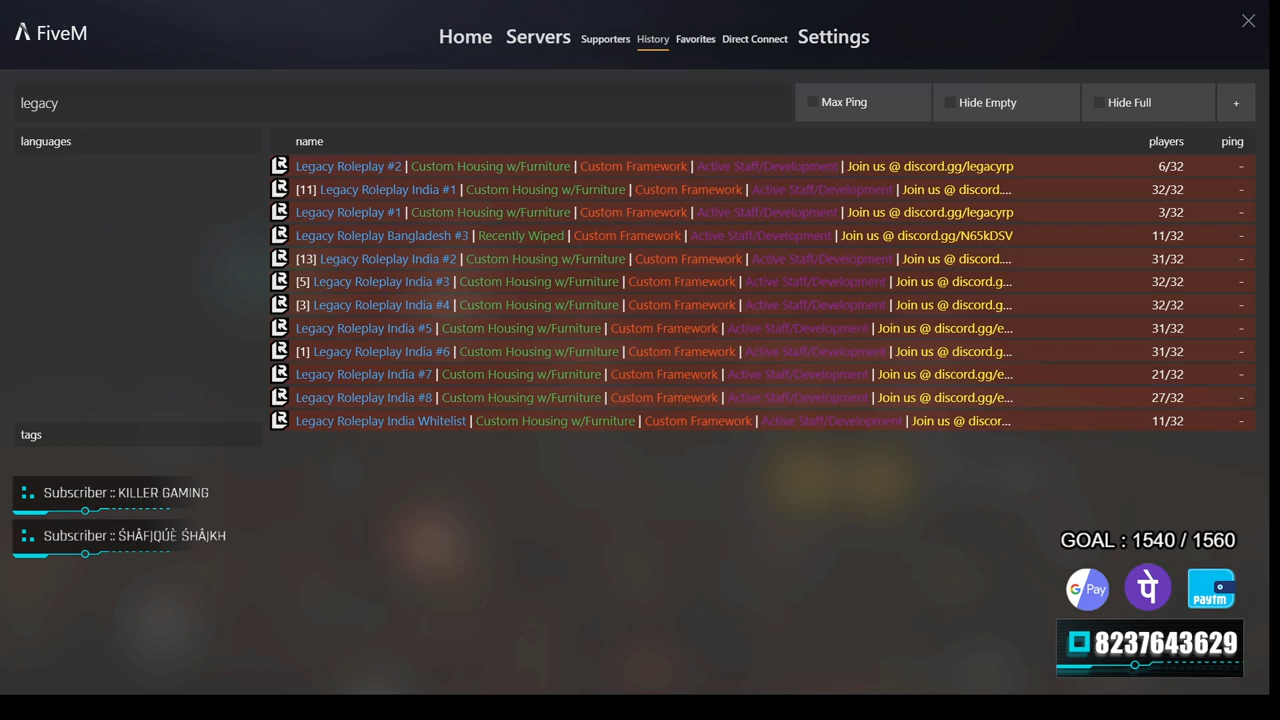 FiveM
Home Servers Supporters History Favorites Direct Connect Settings
legacy Max Ping Hide Empty Hide Full +
languages name players ping
Legacy Roleplay #2 | Custom Housing w/Furniture | Custom Framework | Active Staff/Development | Join us @ discord.gg/legacyrp 6/32 -
[11] Legacy Roleplay India #1 | Custom Housing w/Furniture | Custom Framework | Active Staff/Development | Join us @ discord.... 32/32 -
Legacy Roleplay #1 | Custom Housing w/Furniture | Custom Framework | Active Staff/Development | Join us @ discord.gg/legacyrp 3/32 -
Legacy Roleplay Bangladesh #3 | Recently Wiped | Custom Framework | Active Staff/Development | Join us @ discord.gg/N65kDSV 11/32 -
[13] Legacy Roleplay India #2 | Custom Housing w/Furniture | Custom Framework | Active Staff/Development | Join us @ discord.... 31/32 -
[5] Legacy Roleplay India #3 | Custom Housing w/Furniture | Custom Framework | Active Staff/Development | Join us @ discord.g... 32/32 -
[3] Legacy Roleplay India #4 | Custom Housing w/Furniture | Custom Framework | Active Staff/Development | Join us @ discord.g... 32/32 -
Legacy Roleplay India #5 | Custom Housing w/Furniture | Custom Framework | Active Staff/Development | Join us @ discord.gg/e... 31/32 -
[1] Legacy Roleplay India #6 | Custom Housing w/Furniture | Custom Framework | Active Staff/Development | Join us @ discord.g... 31/32 -
Legacy Roleplay India #7 | Custom Housing w/Furniture | Custom Framework | Active Staff/Development | Join us @ discord.gg/e... 21/32 -
Legacy Roleplay India #8 | Custom Housing w/Furniture | Custom Framework | Active Staff/Development | Join us @ discord.gg/e... 27/32 -
Legacy Roleplay India Whitelist | Custom Housing w/Furniture | Custom Framework | Active Staff/Development | Join us @ discor... 11/32 -
tags
Subscriber :: KILLER GAMING
Subscriber :: ŚHÂF|QÚÈ ŚHÂ|KH
GOAL : 1540 / 1560
G Pay पे PAYTM
8237643629